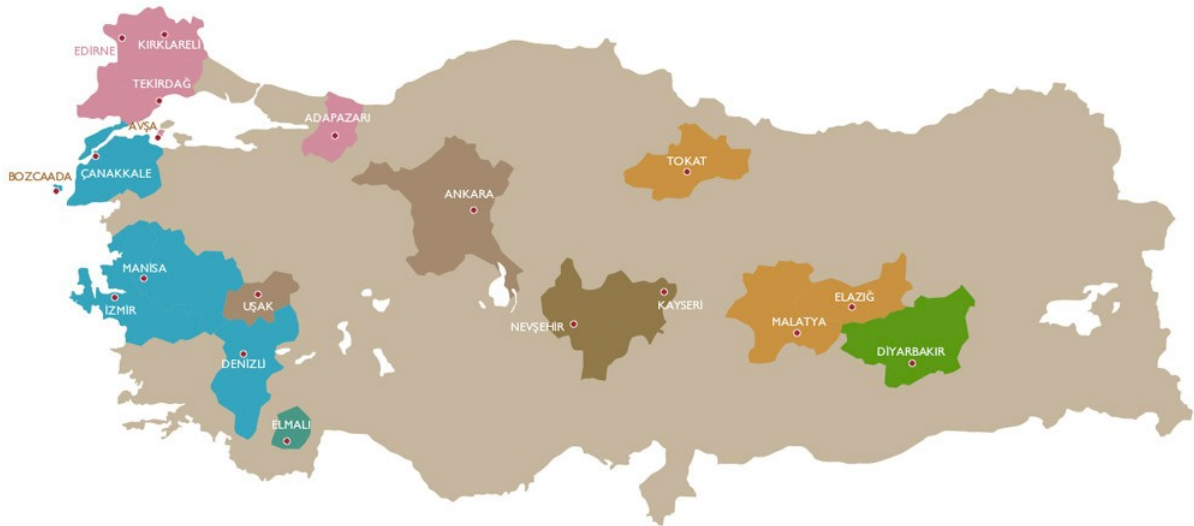 KIRKLARELİ
EDİRNE
TEKİRDAĞ
ADAPAZARI
AVŞA
TOKAT
BOZCAADA
ÇANAKKALE
ANKARA
MANİSA
ELAZIĞ
UŞAK
KAYSERİ
İZMİR
NEVŞEHİR
MALATYA
DİYARBAKIR
DENİZLİ
ELMALI